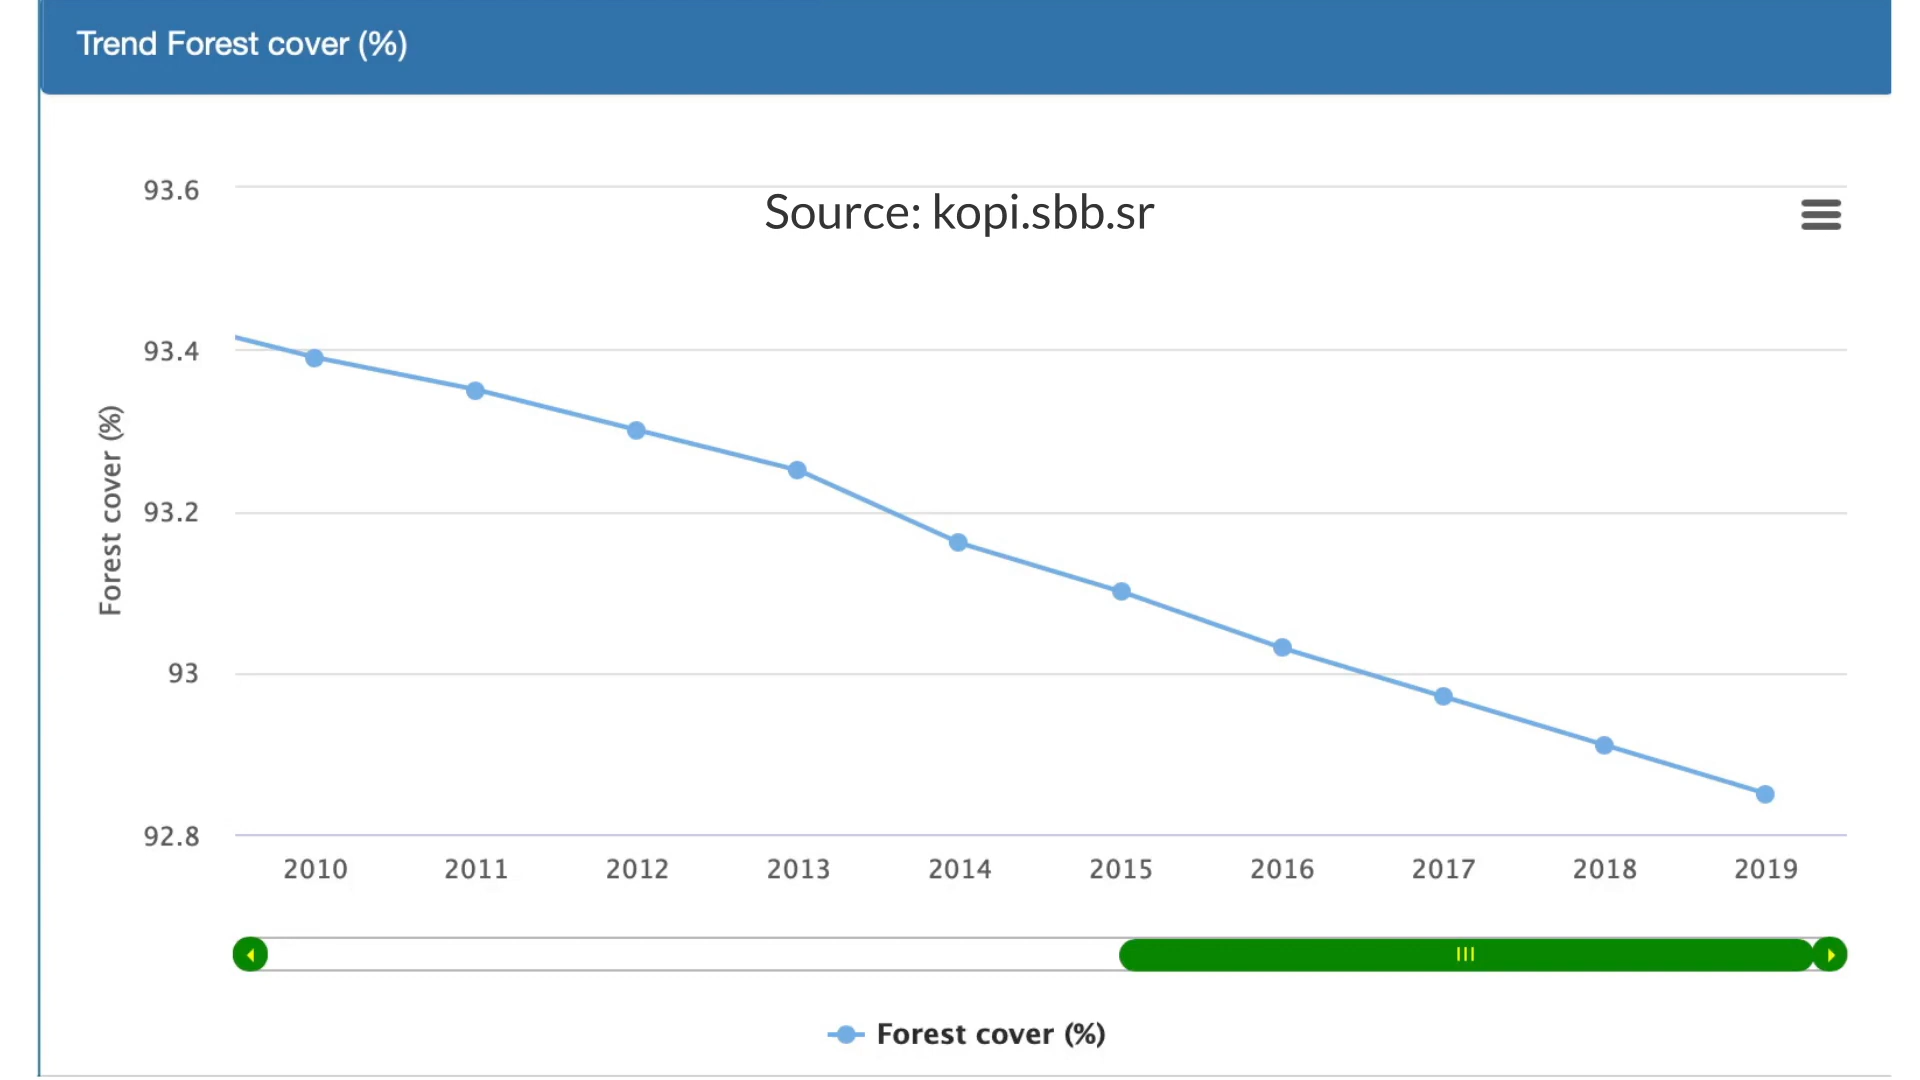 Trend Forest cover (%)
Source: kopi.sbb.sr
93.6
93.4
93.2
93
92.8
Forest cover (%)
2010 2011 2012 2013 2014 2015 2016 2017 2018 2019
Forest cover (%)